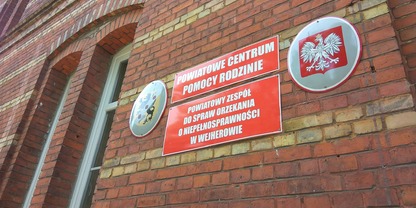 POWIATOWE CENTRUM
POMOCY RODZINIE
POWIATOWY ZESPÓŁ
DO SPRAW ORZEKANIA
O NIEPEŁNOSPRAWNOŚCI
W WEJHEROWIE